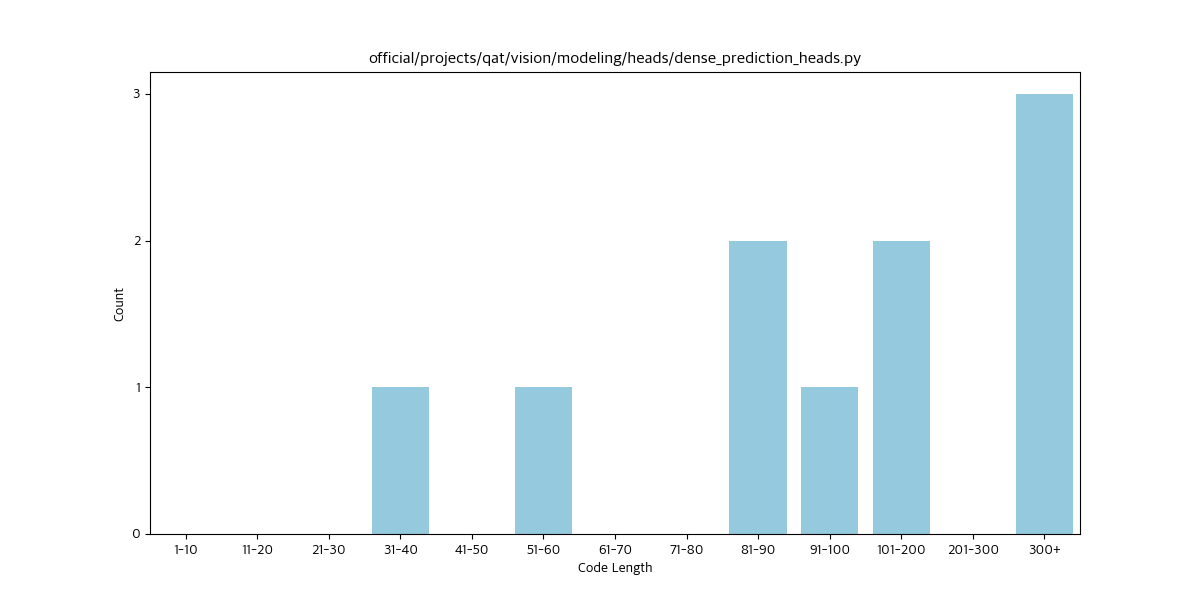 official/projects/qat/vision/modeling/heads/dense_prediction_heads.py
3
2
1
0
Count
1-10 11-20 21-30 31-40 41-50 51-60 61-70 71-80 81-90 91-100 101-200 201-300 300+
Code Length